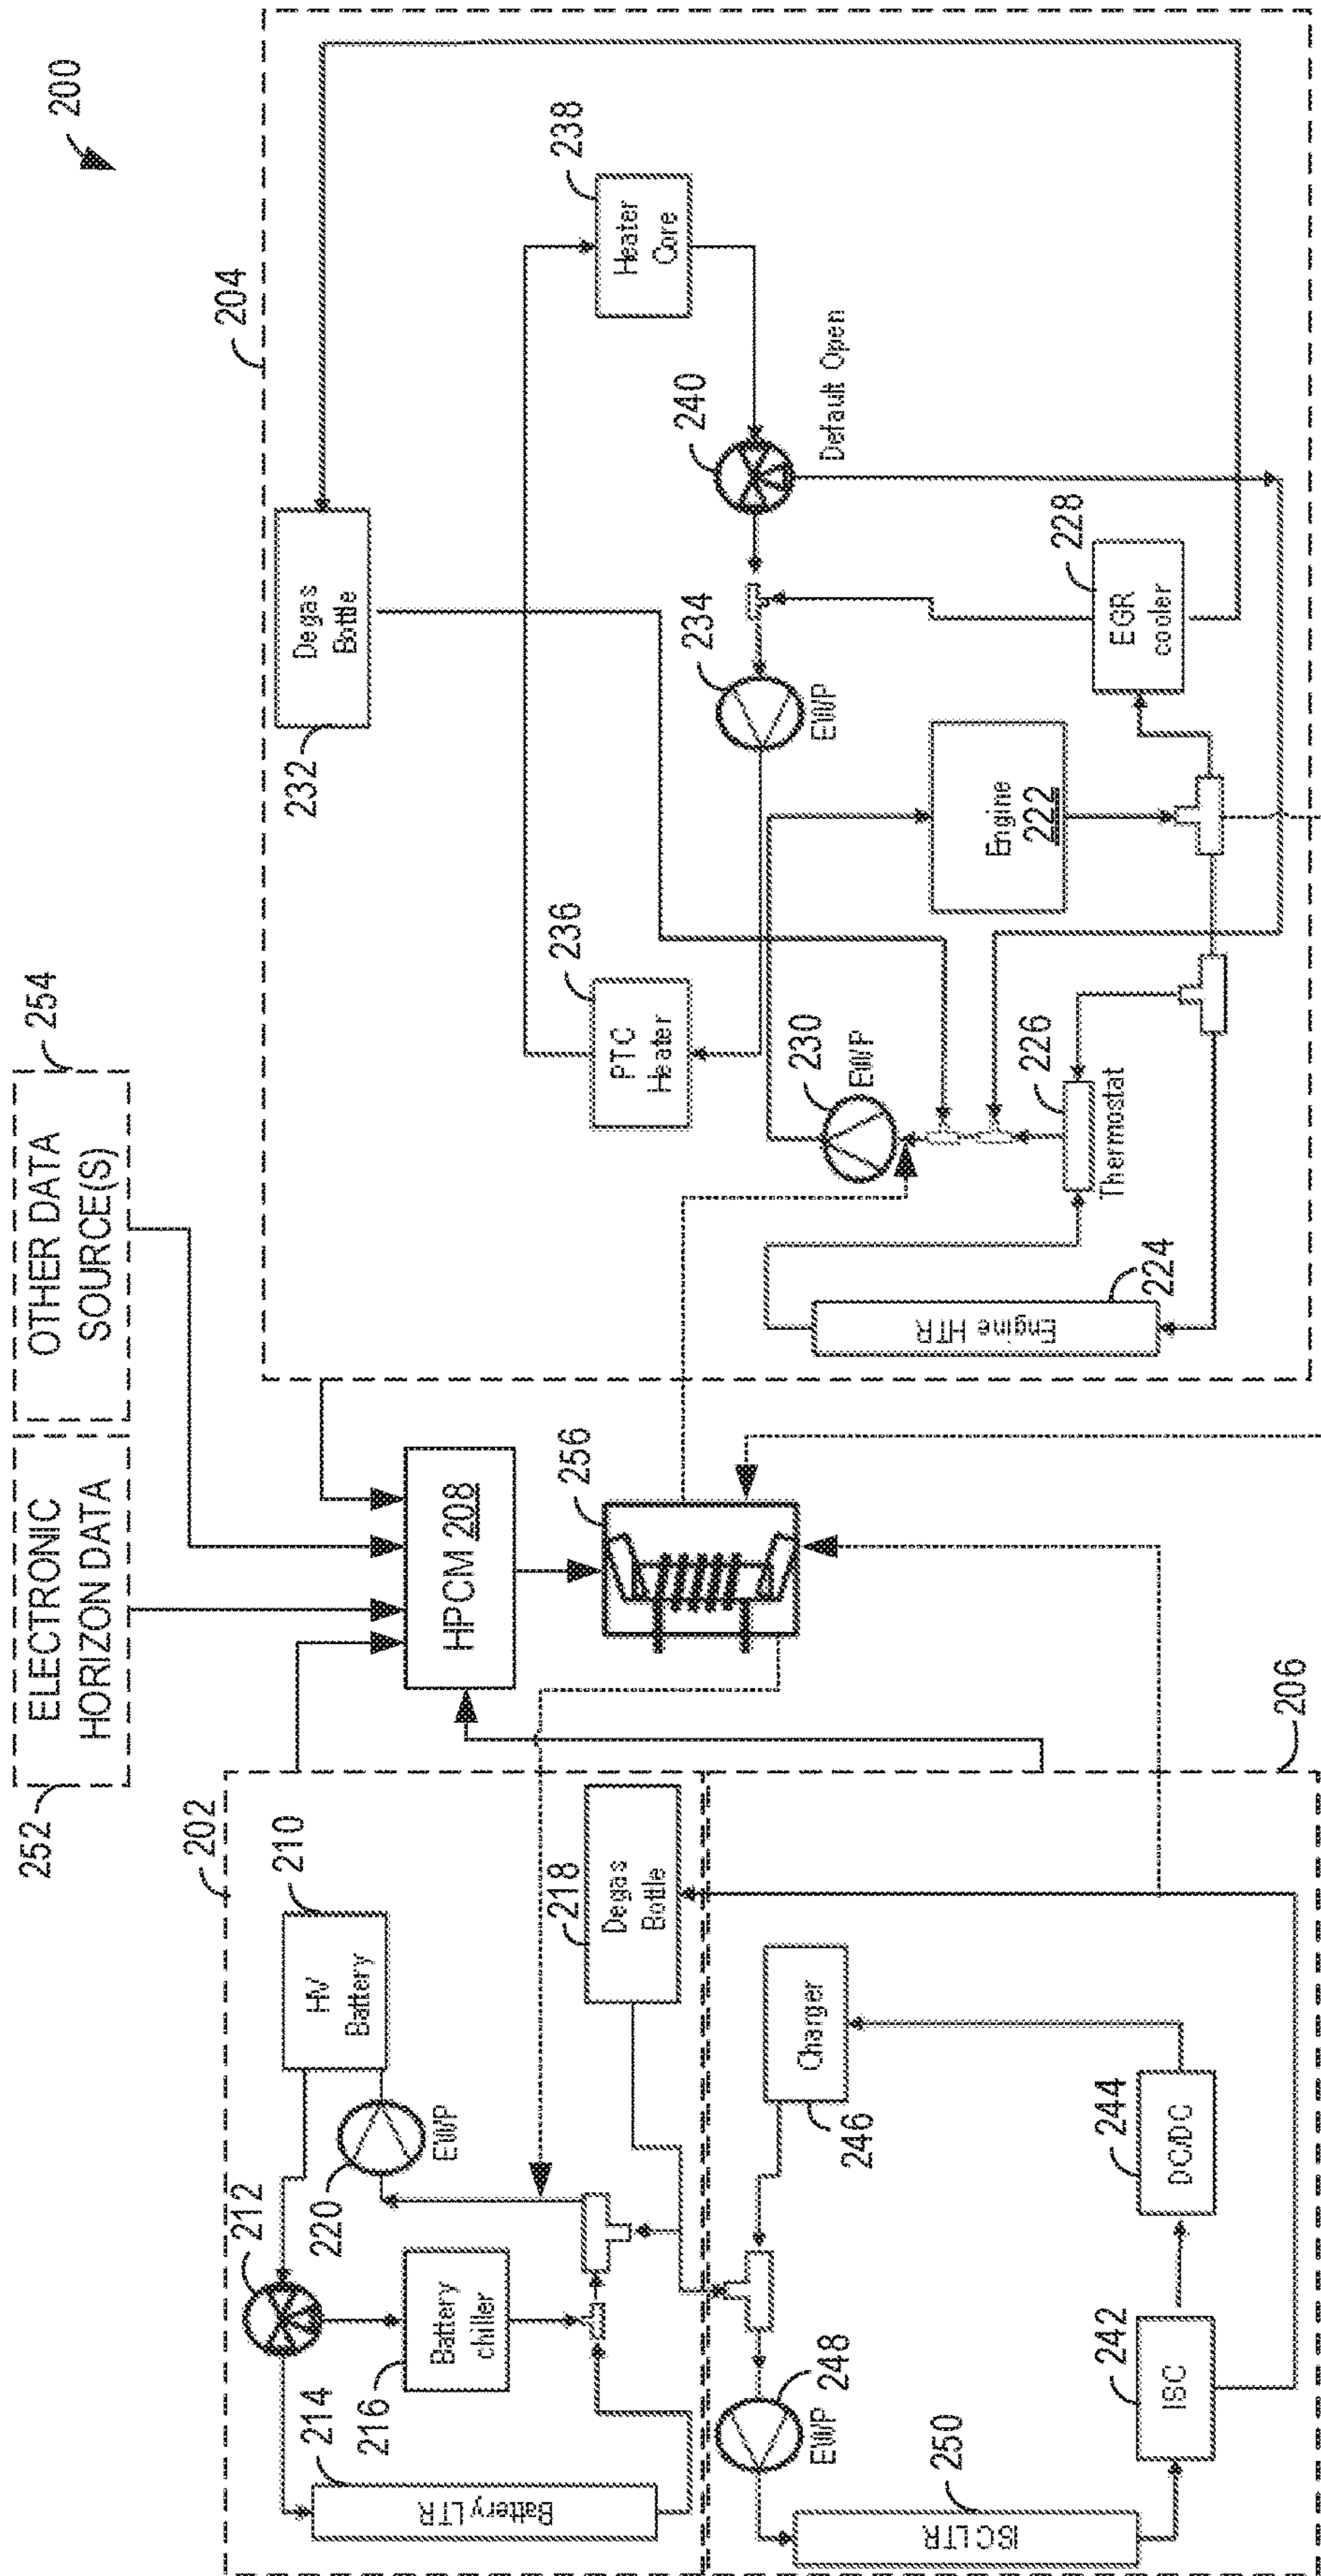 200
252
ELECTRONIC
HORIZON DATA
OTHER DATA
SOURCE(S)
254
202
210
HV
Battery
212
220
EWP
214
Battery LTR
216
Battery
chiller
218
Degas
Bottle
HPCM 208
256
204
232
Degas
Bottle
236
PTC
Heater
238
Heater
Core
240
Default Open
234
EWP
230
EWP
Engine
222
228
EGR
cooler
226
Thermostat
224
Engine HTR
206
246
Charger
248
EWP
250
ISC LTR
242
ISC
244
DC/DC